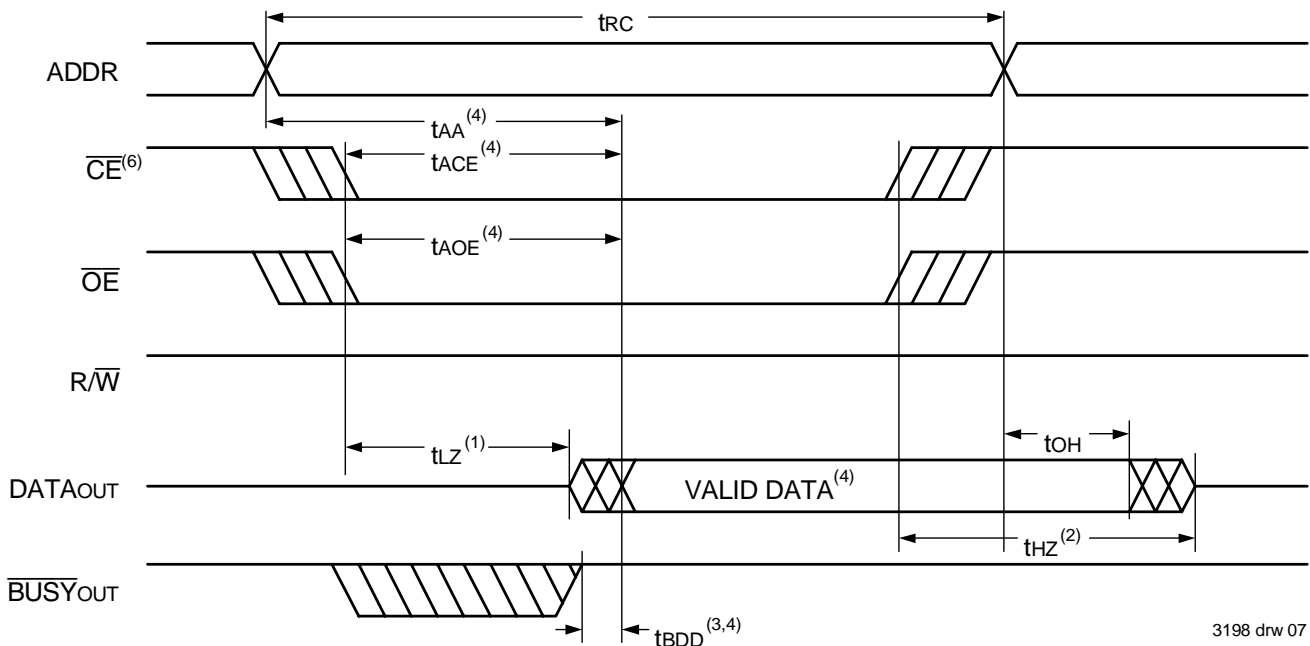 tRC
ADDR
tAA(4)
CE(6)
tACE(4)
tAOE(4)
OE
R/W
tLZ(1)
tOH
DATAOUT
VALID DATA(4)
tHZ(2)
BUSYOUT
tBDD(3,4)
3198 drw 07